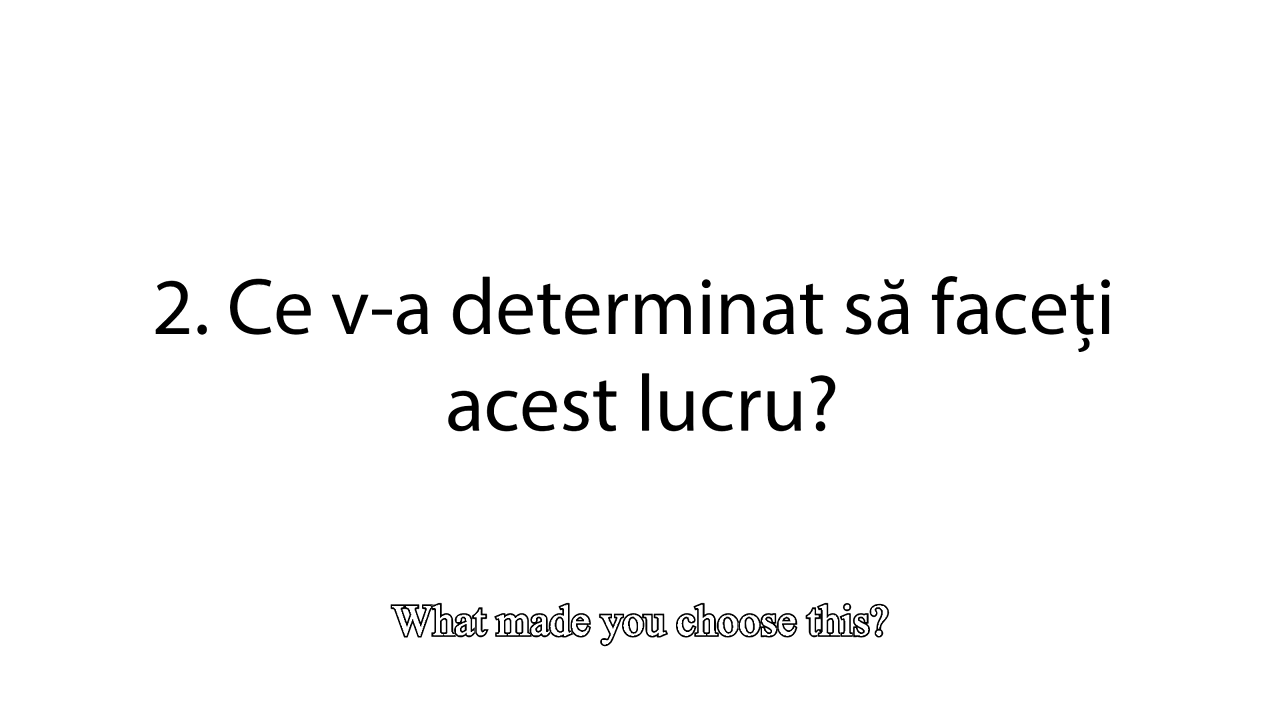 2. Ce v-a determinat să faceți
acest lucru?
What made you choose this?